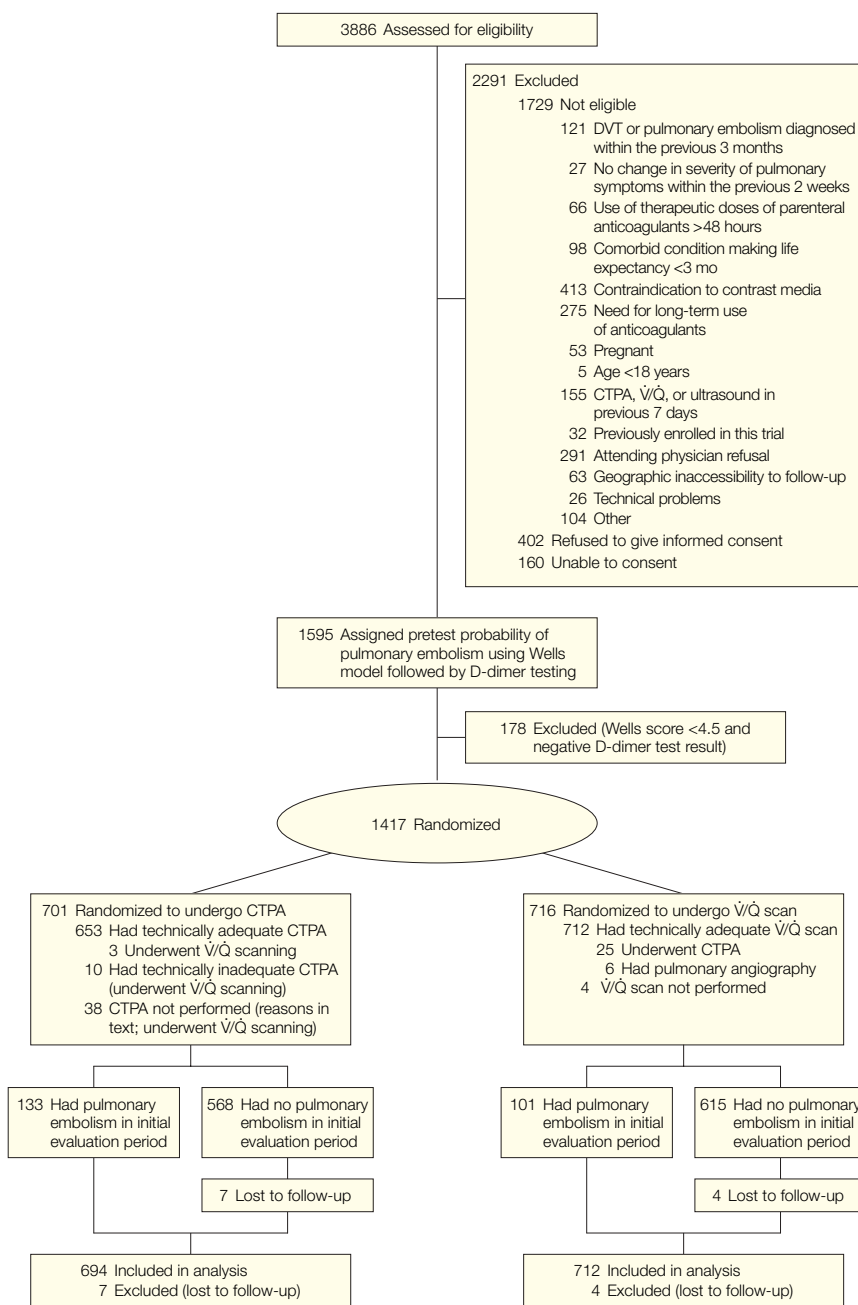 3886 Assessed for eligibility
2291 Excluded
1729 Not eligible
121 DVT or pulmonary embolism diagnosed
within the previous 3 months
27 No change in severity of pulmonary
symptoms within the previous 2 weeks
66 Use of therapeutic doses of parenteral
anticoagulants >48 hours
98 Comorbid condition making life
expectancy <3 mo
413 Contraindication to contrast media
275 Need for long-term use
of anticoagulants
53 Pregnant
5 Age <18 years
155 CTPA, V̇/Q̇, or ultrasound in
previous 7 days
32 Previously enrolled in this trial
291 Attending physician refusal
63 Geographic inaccessibility to follow-up
26 Technical problems
104 Other
402 Refused to give informed consent
160 Unable to consent
1595 Assigned pretest probability of
pulmonary embolism using Wells
model followed by D-dimer testing
178 Excluded (Wells score <4.5 and
negative D-dimer test result)
1417 Randomized
701 Randomized to undergo CTPA
653 Had technically adequate CTPA
3 Underwent V̇/Q̇ scanning
10 Had technically inadequate CTPA
(underwent V̇/Q̇ scanning)
38 CTPA not performed (reasons in
text; underwent V̇/Q̇ scanning)
716 Randomized to undergo V̇/Q̇ scan
712 Had technically adequate V̇/Q̇ scan
25 Underwent CTPA
6 Had pulmonary angiography
4 V̇/Q̇ scan not performed
133 Had pulmonary
embolism in initial
evaluation period
568 Had no pulmonary
embolism in initial
evaluation period
101 Had pulmonary
embolism in initial
evaluation period
615 Had no pulmonary
embolism in initial
evaluation period
7 Lost to follow-up
4 Lost to follow-up
694 Included in analysis
7 Excluded (lost to follow-up)
712 Included in analysis
4 Excluded (lost to follow-up)